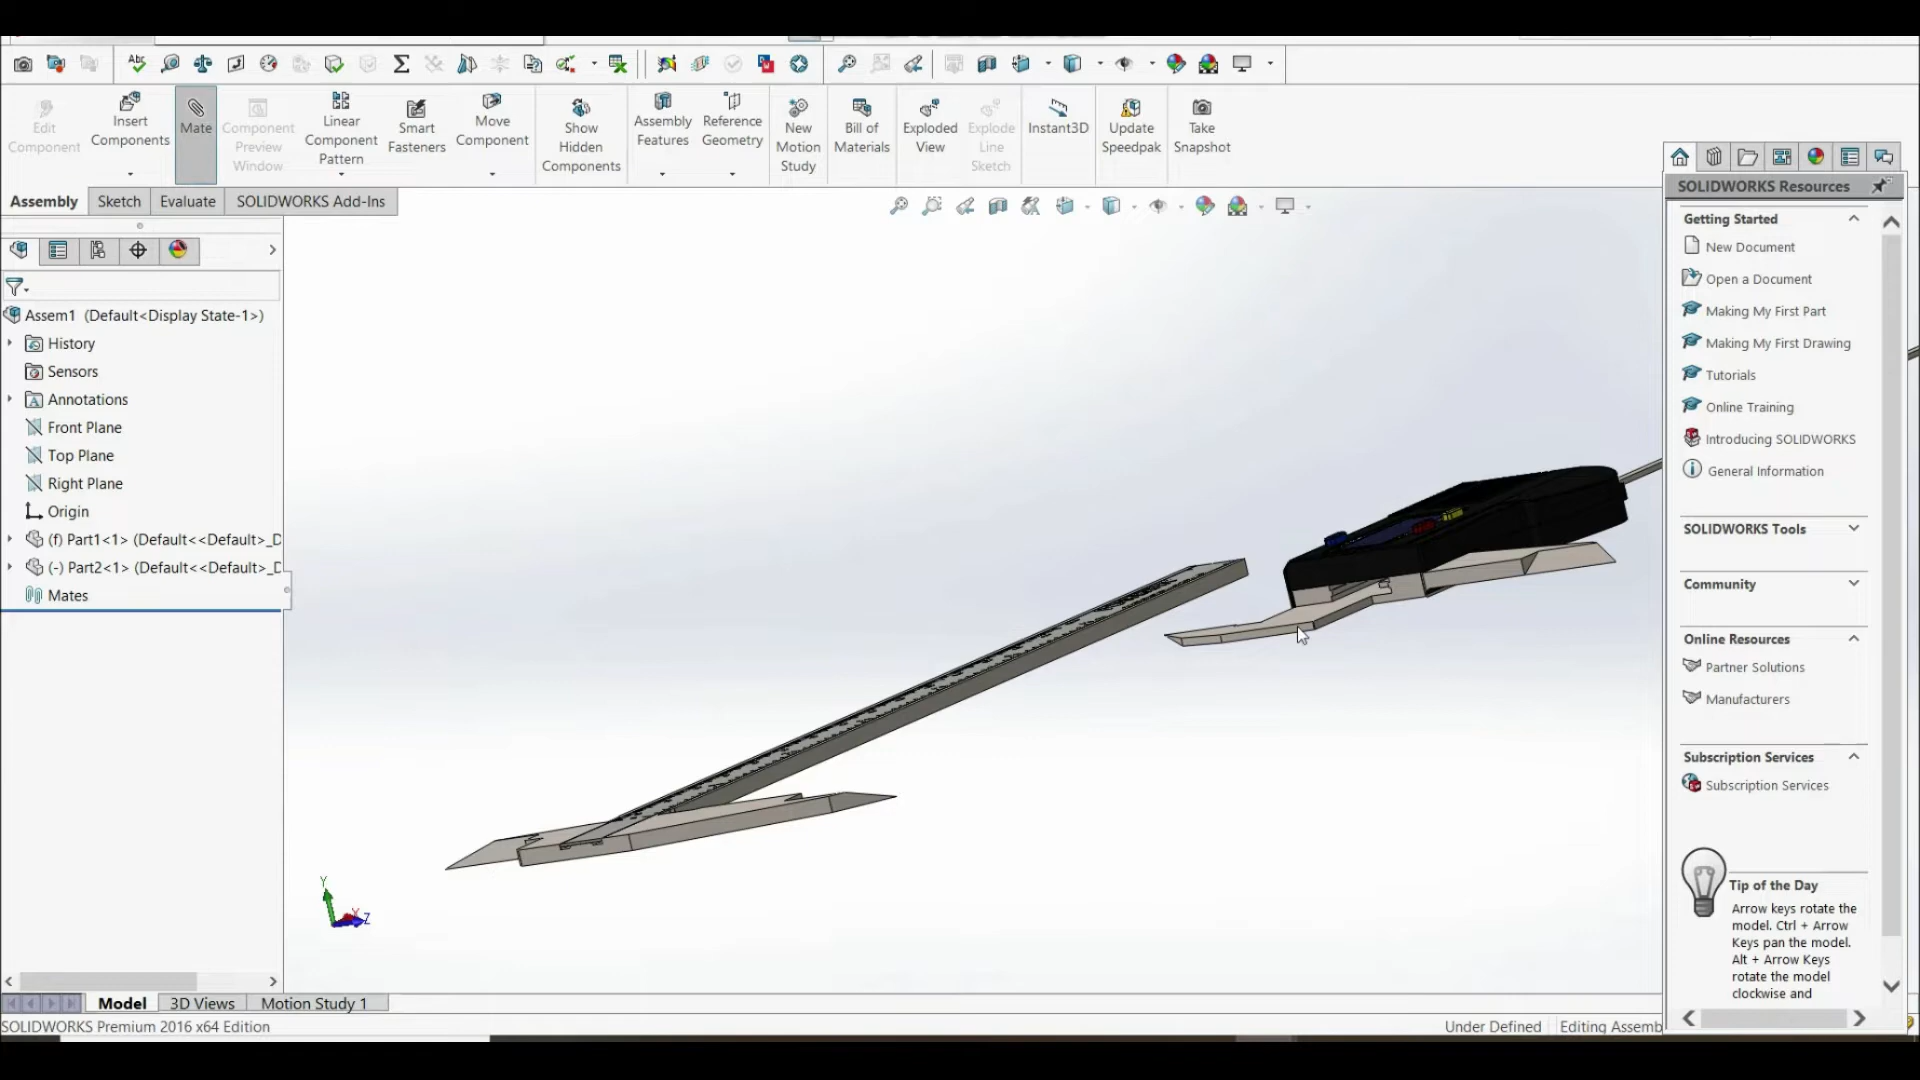 Edit Component
Insert Components
Mate
Component Preview Window
Linear Component Pattern
Smart Fasteners
Move Component
Show Hidden Components
Assembly Features
Reference Geometry
New Motion Study
Bill of Materials
Exploded View
Explode Line Sketch
Instant3D
Update Speedpak
Take Snapshot
Assembly
Sketch
Evaluate
SOLIDWORKS Add-Ins
Assem1 (Default<Display State-1>)
History
Sensors
Annotations
Front Plane
Top Plane
Right Plane
Origin
(f) Part1<1> (Default<<Default>_D
(-) Part2<1> (Default<<Default>_D
Mates
Y
X
Z
SOLIDWORKS Resources
Getting Started
New Document
Open a Document
Making My First Part
Making My First Drawing
Tutorials
Online Training
Introducing SOLIDWORKS
General Information
SOLIDWORKS Tools
Community
Online Resources
Partner Solutions
Manufacturers
Subscription Services
Subscription Services
Tip of the Day
Arrow keys rotate the
model. Ctrl + Arrow
Keys pan the model.
Alt + Arrow Keys
rotate the model
clockwise and
Model
3D Views
Motion Study 1
SOLIDWORKS Premium 2016 x64 Edition
Under Defined
Editing Assemb